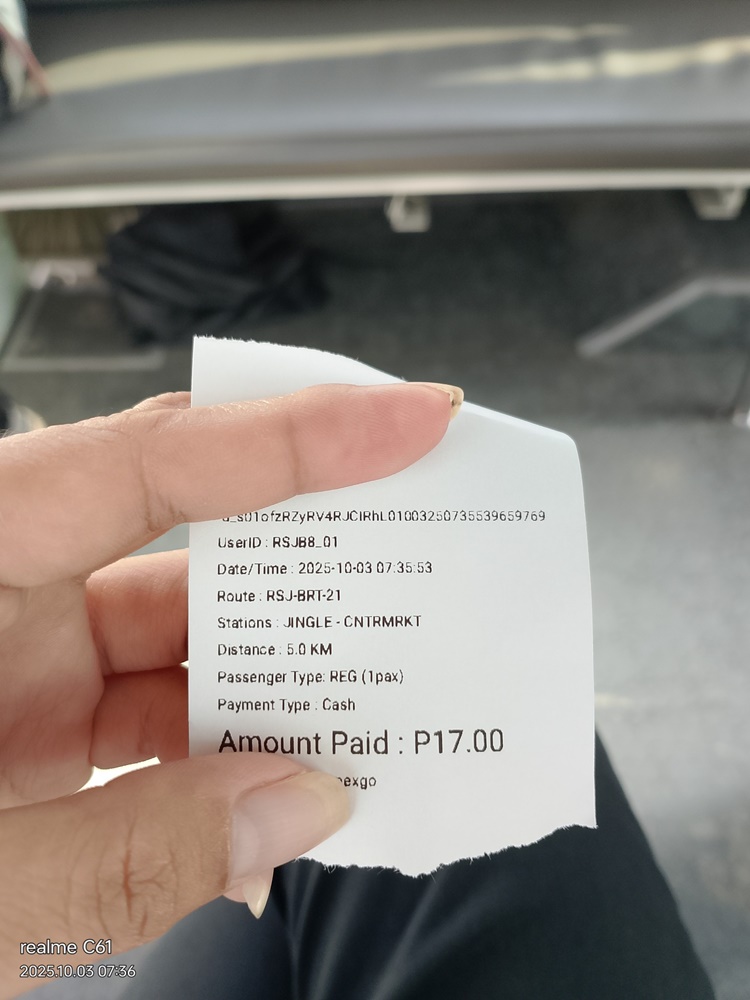 UserID : RSJB8_01
Date/Time : 2025-10-03 07:35:53
Route : RSJ-BRT-21
Stations : JINGLE - CNTRMRKT
Distance : 5.0 KM
Passenger Type: REG (1pax)
Payment Type : Cash
Amount Paid : P17.00
realme C61
2025.10.03 07:36